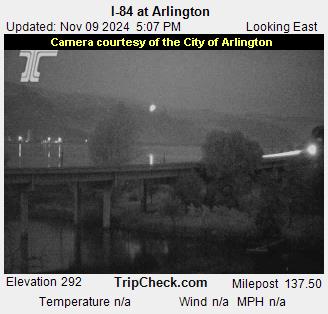 I-84 at Arlington
Updated: Nov 09 2024 5:07 PM Looking East
Camera courtesy of the City of Arlington
Elevation 292 TripCheck.com Milepost 137.50
Temperature n/a Wind n/a MPH n/a